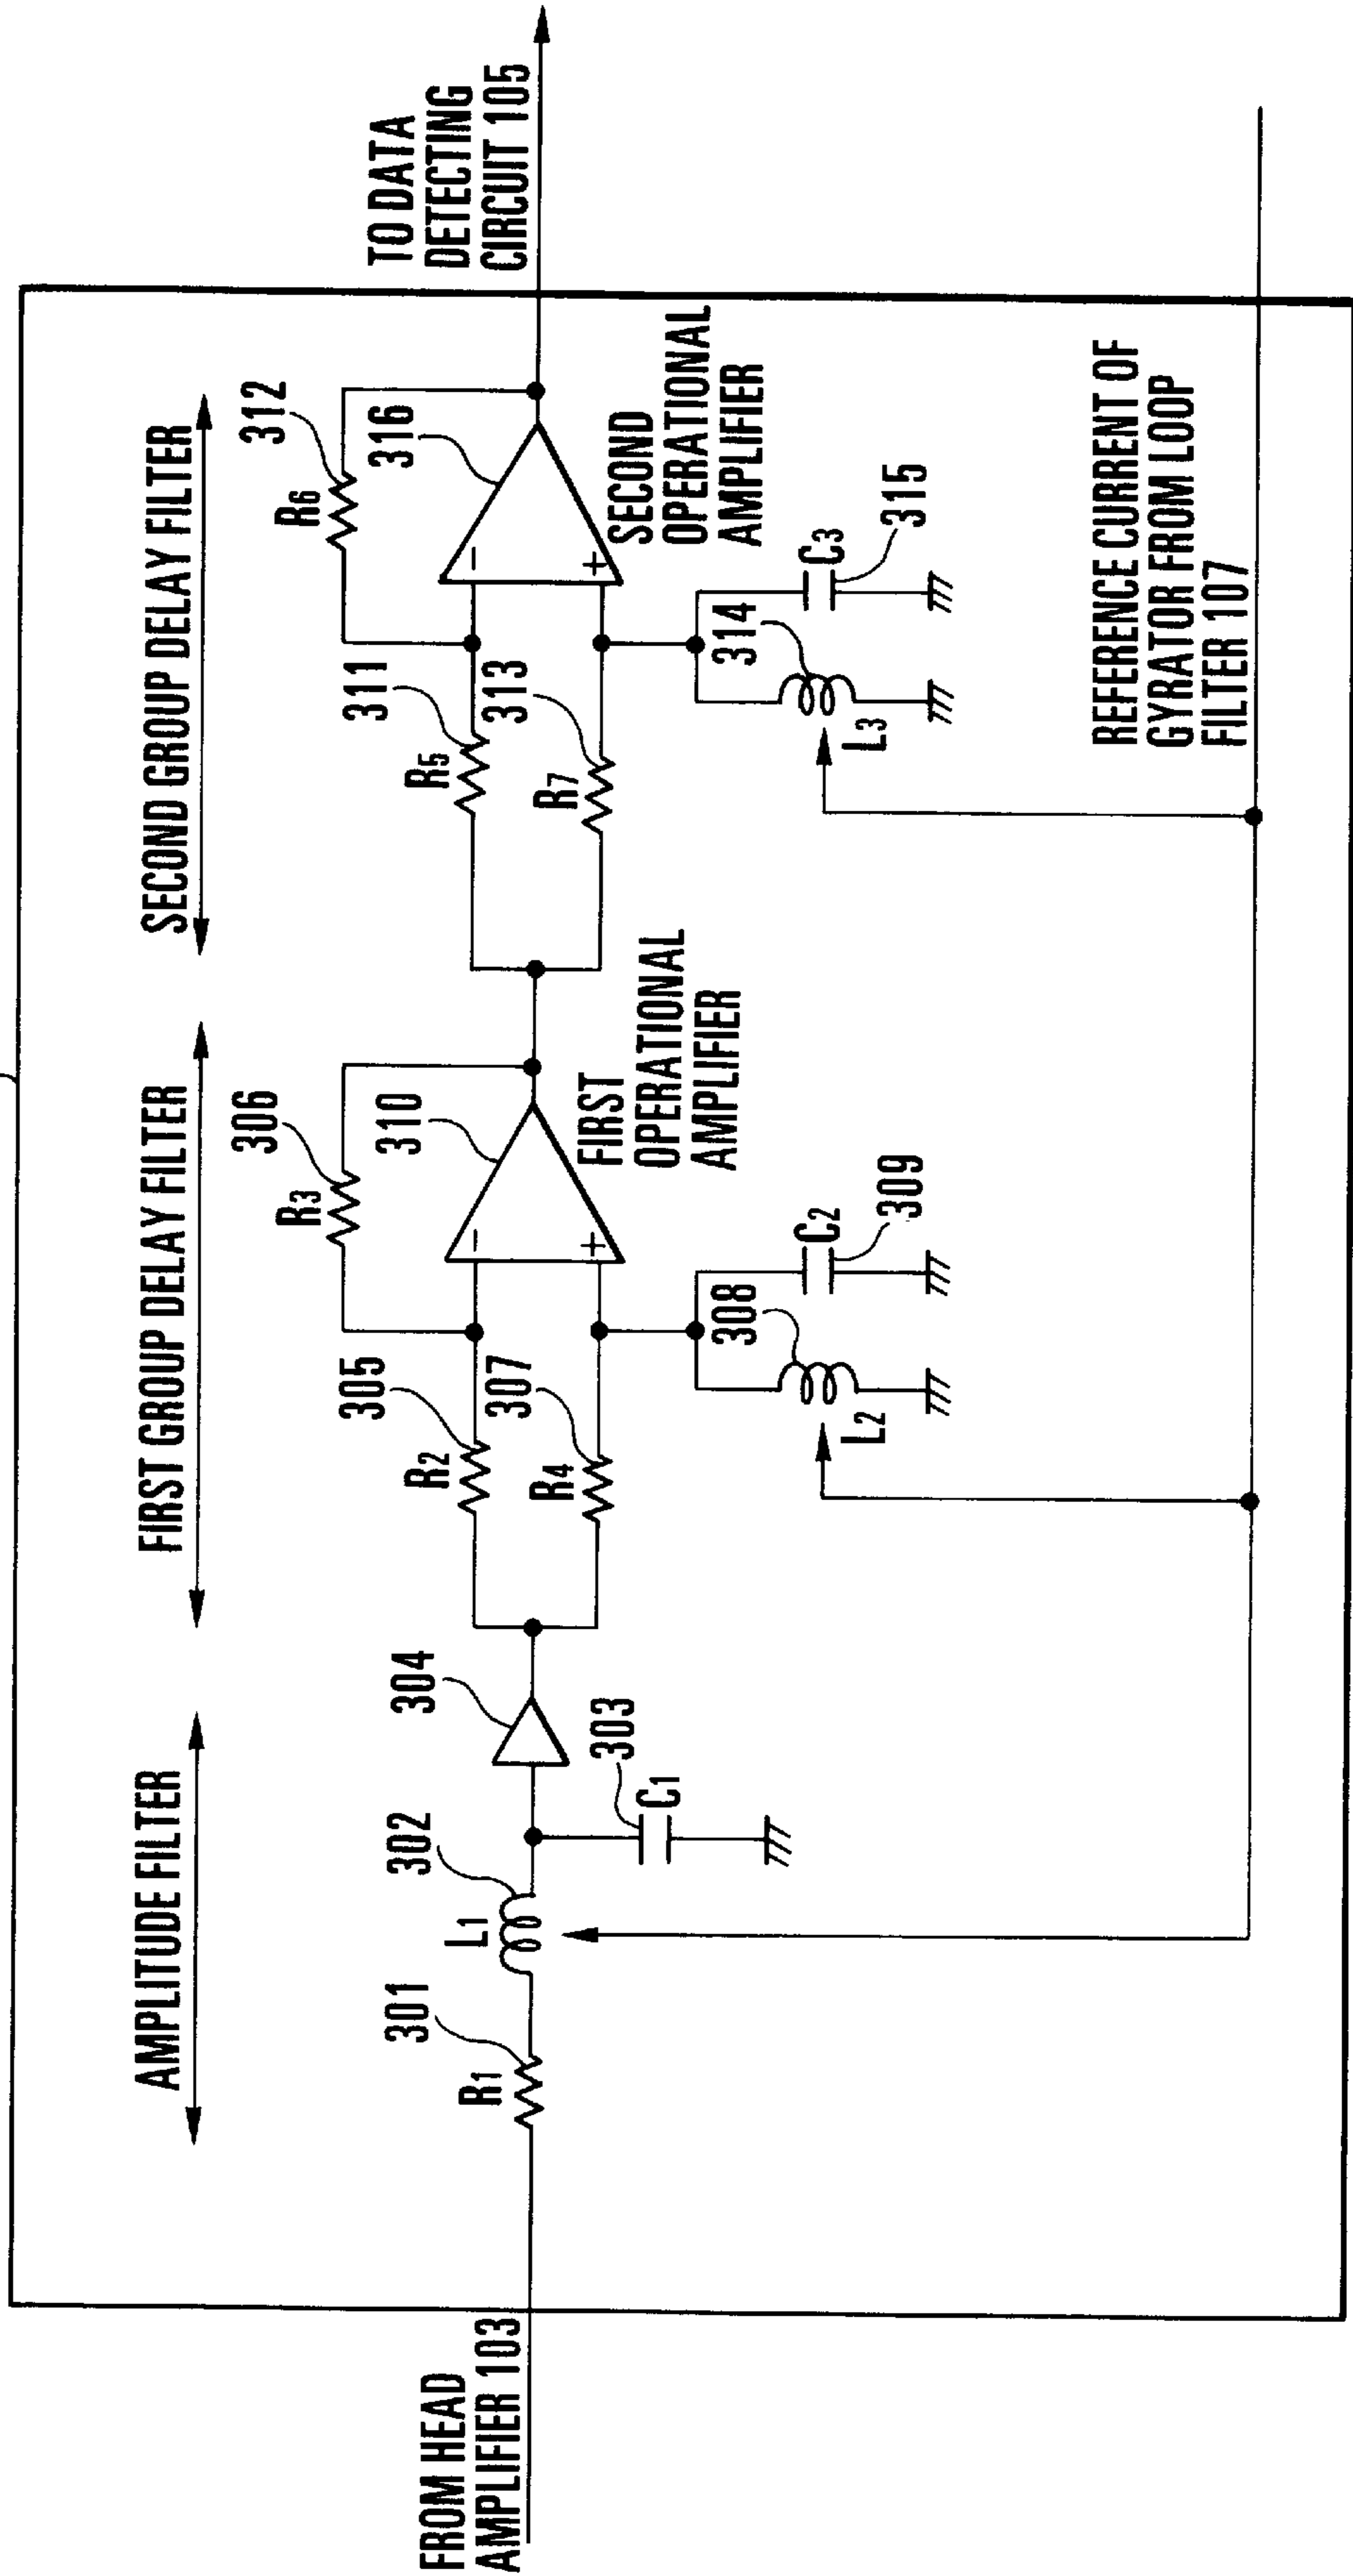 AMPLITUDE FILTER
FIRST GROUP DELAY FILTER
SECOND GROUP DELAY FILTER
FROM HEAD
AMPLIFIER 103
R1
301
L1
302
C1
303
304
R2
305
R3
306
R4
307
308
L2
C2
309
310
−
+
FIRST
OPERATIONAL
AMPLIFIER
R5
311
R6
312
R7
313
314
L3
C3
315
316
−
+
SECOND
OPERATIONAL
AMPLIFIER
TO DATA
DETECTING
CIRCUIT 105
REFERENCE CURRENT OF
GYRATOR FROM LOOP
FILTER 107